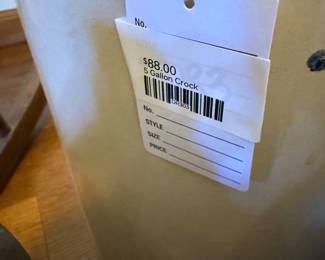 No.
$88.00
5 Gallon Crock
No.
STYLE
SIZE
PRICE